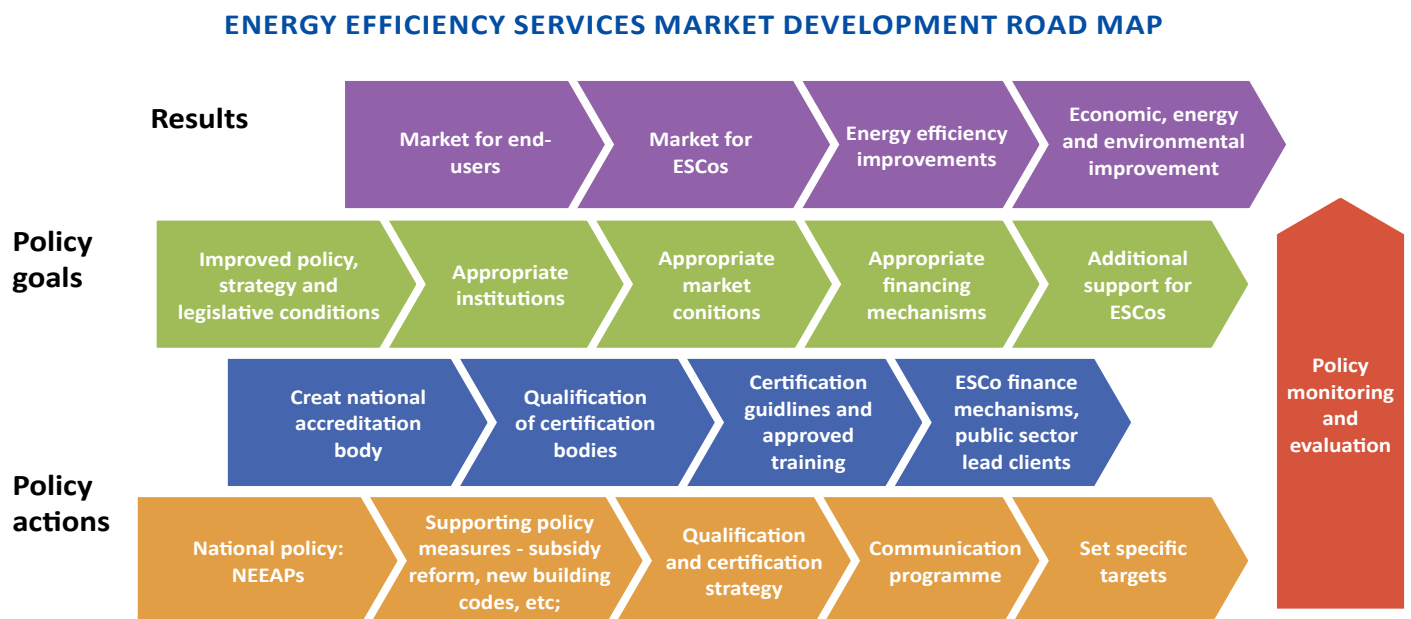 ENERGY EFFICIENCY SERVICES MARKET DEVELOPMENT ROAD MAP
Results
Market for end-
users
Market for
ESCos
Energy efficiency
improvements
Economic, energy
and environmental
improvement
Policy
goals
Improved policy,
strategy and
legislative conditions
Appropriate
institutions
Appropriate
market
conitions
Appropriate
financing
mechanisms
Additional
support for
ESCos
Policy
actions
Creat national
accreditation
body
Qualification
of certification
bodies
Certification
guidlines and
approved
training
ESCo finance
mechanisms,
public sector
lead clients
National policy:
NEEAPs
Supporting policy
measures - subsidy
reform, new building
codes, etc;
Qualification
and certification
strategy
Communication
programme
Set specific
targets
Policy
monitoring
and
evaluation